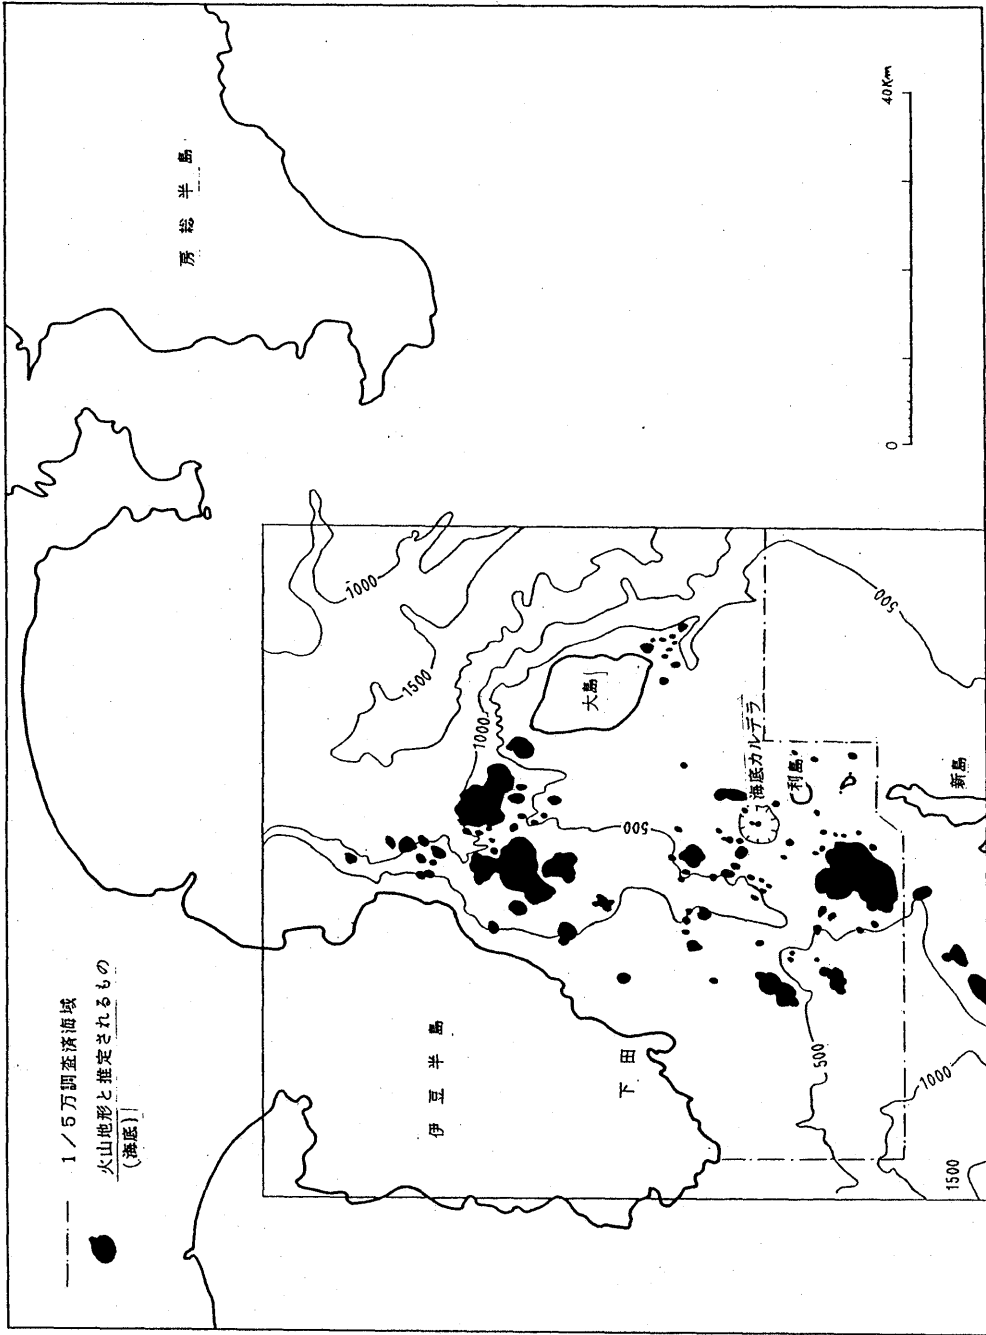 1/5万調査済海域
火山地形と推定されるもの
(海底)
房総半島
伊豆半島
下田
大島
海底カルデラ
利島
新島
1000
1500
1000
500
500
500
1000
1500
0
40Km